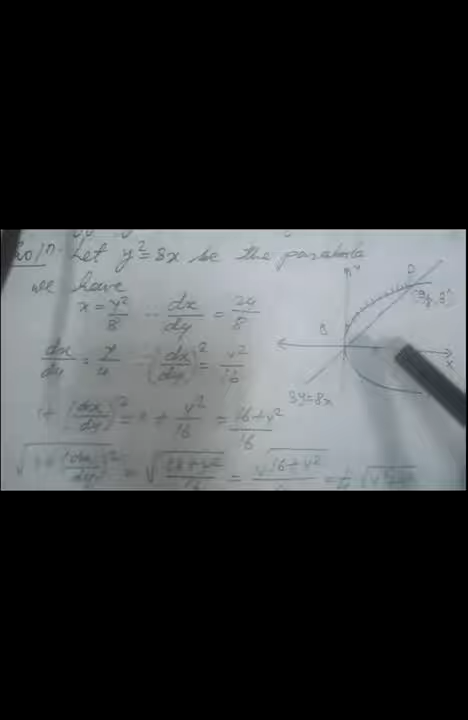 Let y²=8x be the parabola
we have
x = y²/8 ∴ dx/dy = 2y/8
dx/dy = y/4 (dx/dy)² = y²/16
1 + (dx/dy)² = 1 + y²/16 = (16+y²)/16
√(1 + (dx/dy)²) = √((16+y²)/16) = √(16+y²)
3y=8x
x